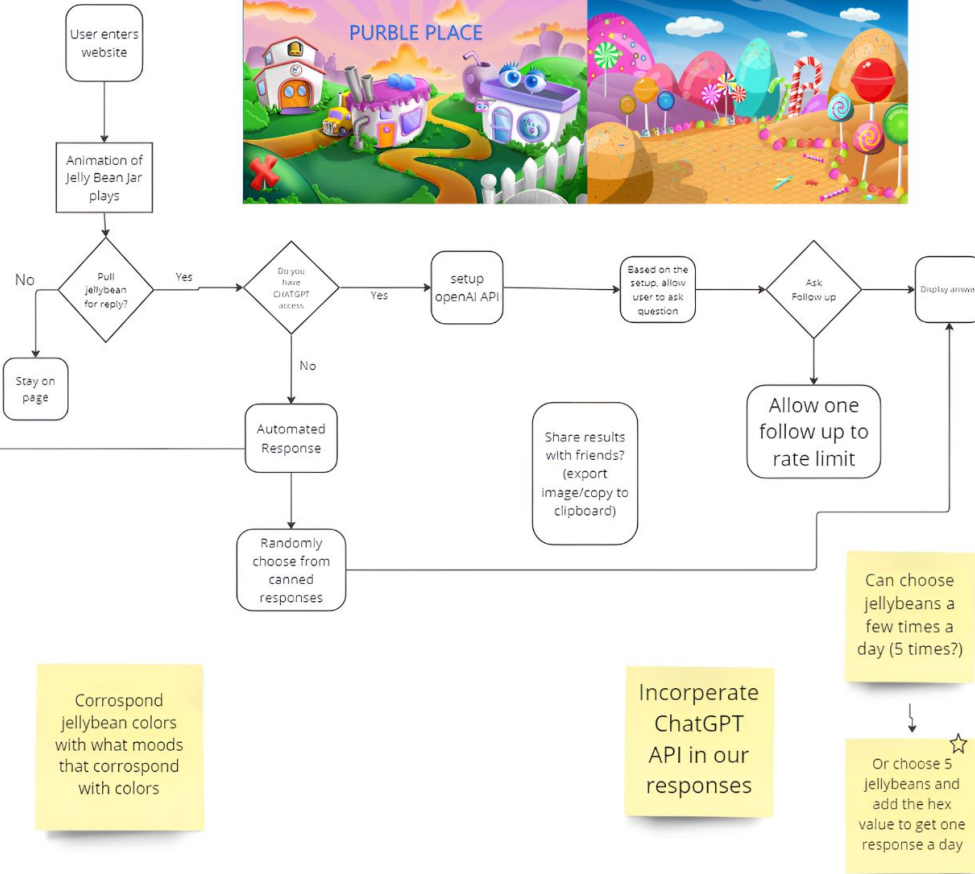 User enters
website
PURBLE PLACE
Animation of
Jelly Bean Jar
plays
Pull
jellybean
for reply?
No
Yes
Stay on
page
Do you
have
CHATGPT
access
Yes
No
setup
openAI API
Based on the
setup, allow
user to ask
question
Ask
Follow up
Display answe
Allow one
follow up to
rate limit
Automated
Response
Share results
with friends?
(export
image/copy to
clipboard)
Randomly
choose from
canned
responses
Can choose
jellybeans a
few times a
day (5 times?)
Corrospond
jellybean colors
with what moods
that corrospond
with colors
Incorperate
ChatGPT
API in our
responses
Or choose 5
jellybeans and
add the hex
value to get one
response a day